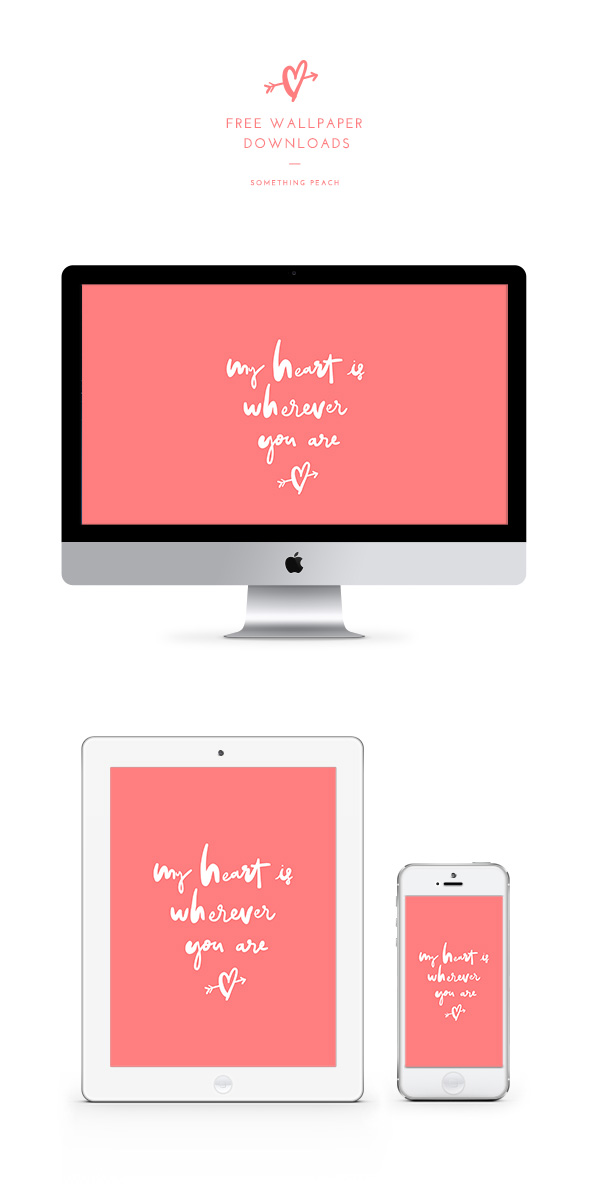 FREE WALLPAPER
DOWNLOADS
SOMETHING PEACH
my heart is
wherever
you are
my heart is
wherever
you are
my heart is
wherever
you are